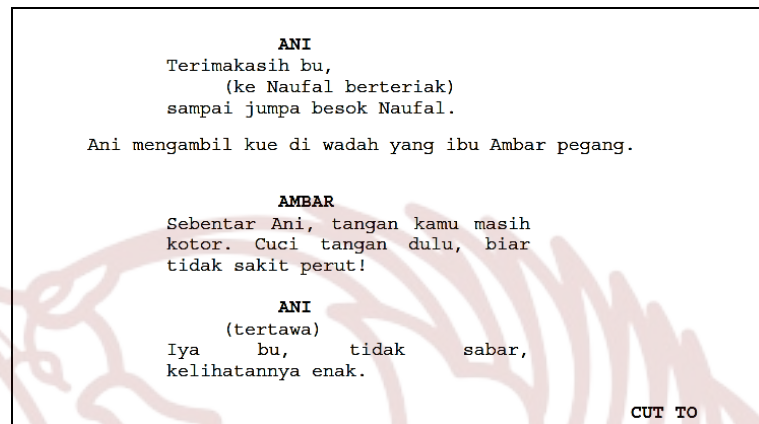 ANI
Terimakasih bu,
(ke Naufal berteriak)
sampai jumpa besok Naufal.
Ani mengambil kue di wadah yang ibu Ambar pegang.
AMBAR
Sebentar Ani, tangan kamu masih
kotor. Cuci tangan dulu, biar
tidak sakit perut!
ANI
(tertawa)
Iya bu, tidak sabar,
kelihatannya enak.
CUT TO